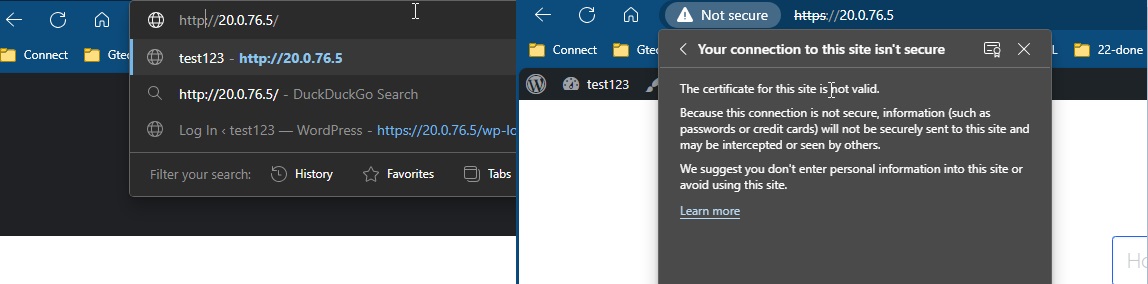 http://20.0.76.5/
Connect
test123 - http://20.0.76.5
http://20.0.76.5/ - DuckDuckGo Search
Log In ‹ test123 — WordPress - https://20.0.76.5/wp-lo
Filter your search: History Favorites Tabs
Not secure https://20.0.76.5
Connect
22-done
test123
Your connection to this site isn't secure
The certificate for this site is not valid.
Because this connection is not secure, information (such as
passwords or credit cards) will not be securely sent to this site and
may be intercepted or seen by others.
We suggest you don't enter personal information into this site or
avoid using this site.
Learn more